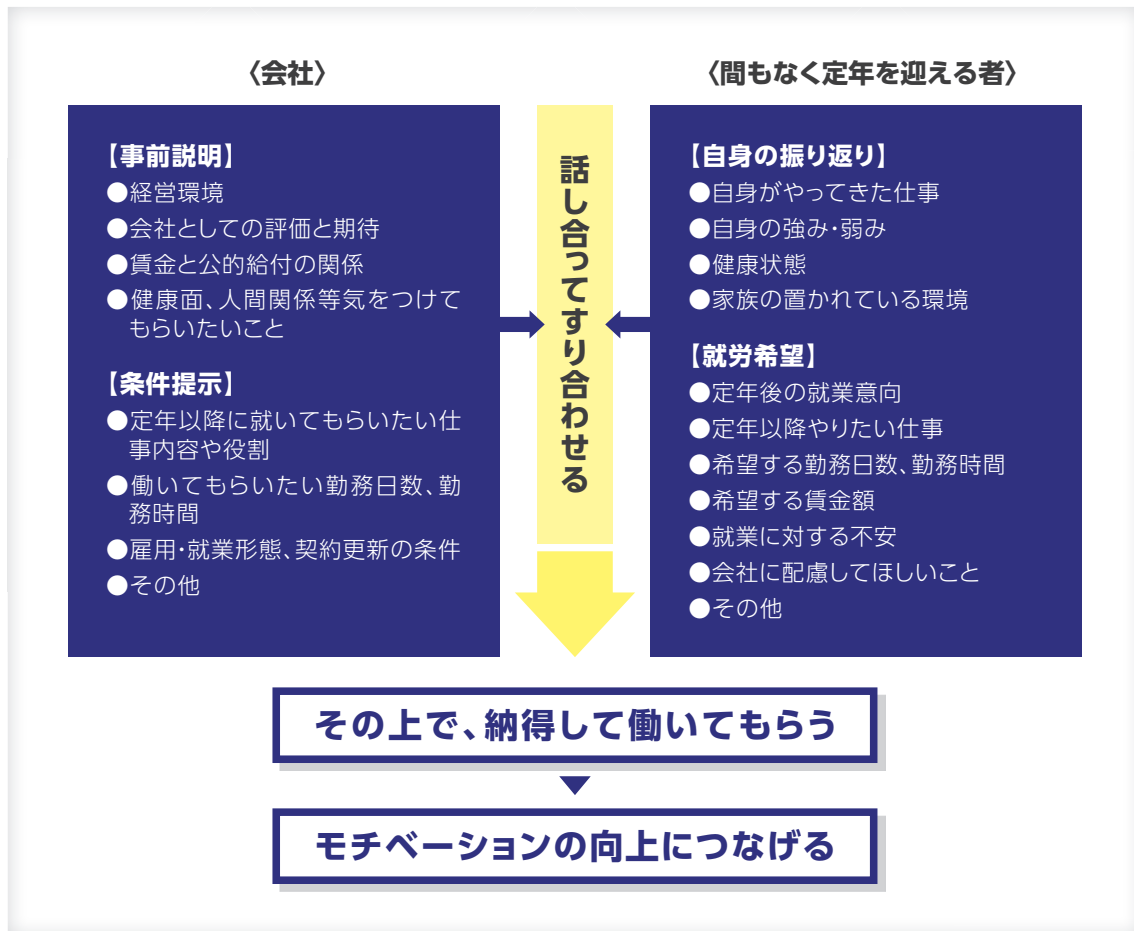 〈会社〉
【事前説明】
●経営環境
●会社としての評価と期待
●賃金と公的給付の関係
●健康面、人間関係等気をつけて
もらいたいこと
【条件提示】
●定年以降に就いてもらいたい仕
事内容や役割
●働いてもらいたい勤務日数、勤
務時間
●雇用・就業形態、契約更新の条件
●その他
話し合ってすり合わせる
〈間もなく定年を迎える者〉
【自身の振り返り】
●自身がやってきた仕事
●自身の強み・弱み
●健康状態
●家族の置かれている環境
【就労希望】
●定年後の就業意向
●定年以降やりたい仕事
●希望する勤務日数、勤務時間
●希望する賃金額
●就業に対する不安
●会社に配慮してほしいこと
●その他
その上で、納得して働いてもらう
モチベーションの向上につなげる